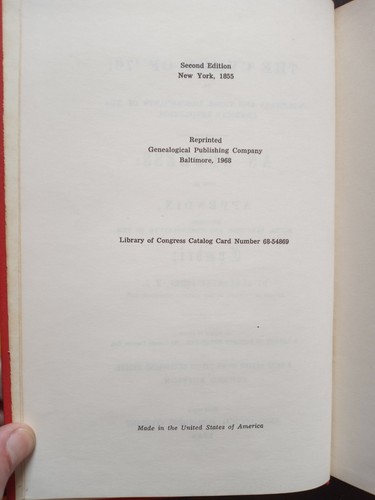 Second Edition
New York, 1855
Reprinted
Genealogical Publishing Company
Baltimore, 1968
Library of Congress Catalog Card Number 68-54869
Made in the United States of America